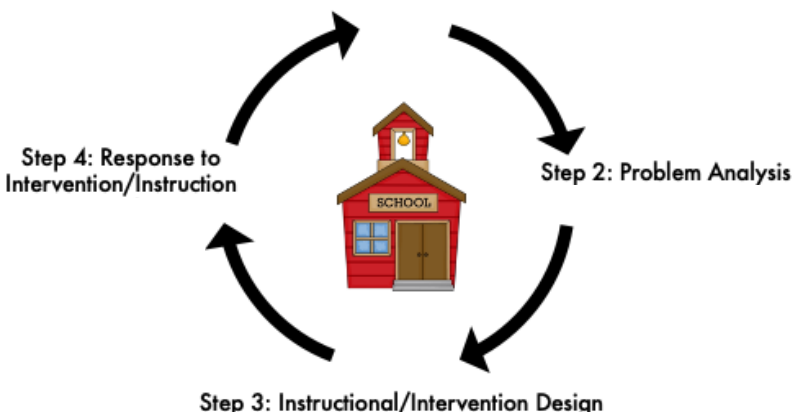 Step 4: Response to
Intervention/Instruction
SCHOOL
Step 2: Problem Analysis
Step 3: Instructional/Intervention Design